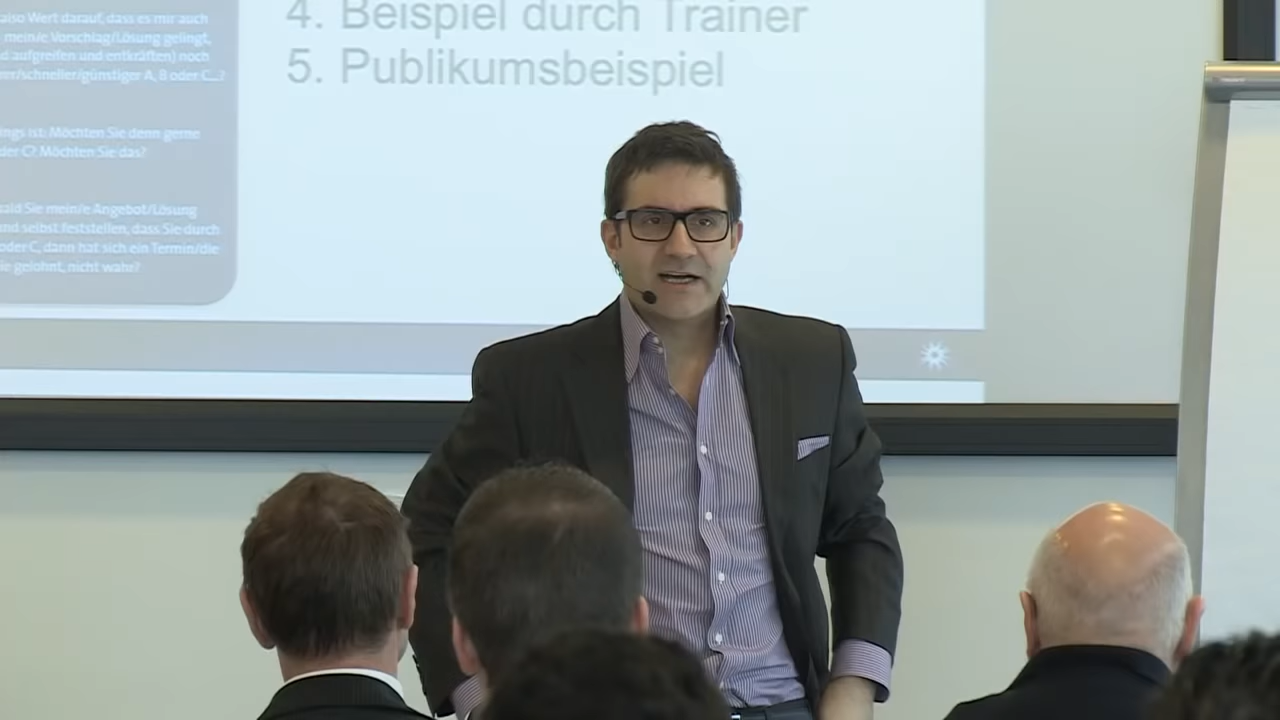 also Wert darauf, dass es mir auch
mein/e Vorschlag/Lösung gelingt,
d aufgreifen und entkräften) noch
er/schneller/günstiger A, B oder C...?
ings ist: Möchten Sie denn gerne
der C? Möchten Sie das?
ald Sie mein/e Angebot/Lösung
und selbst feststellen, dass Sie durch
oder C, dann hat sich ein Termin/die
ie gelohnt, nicht wahr?
4. Beispiel durch Trainer
5. Publikumsbeispiel